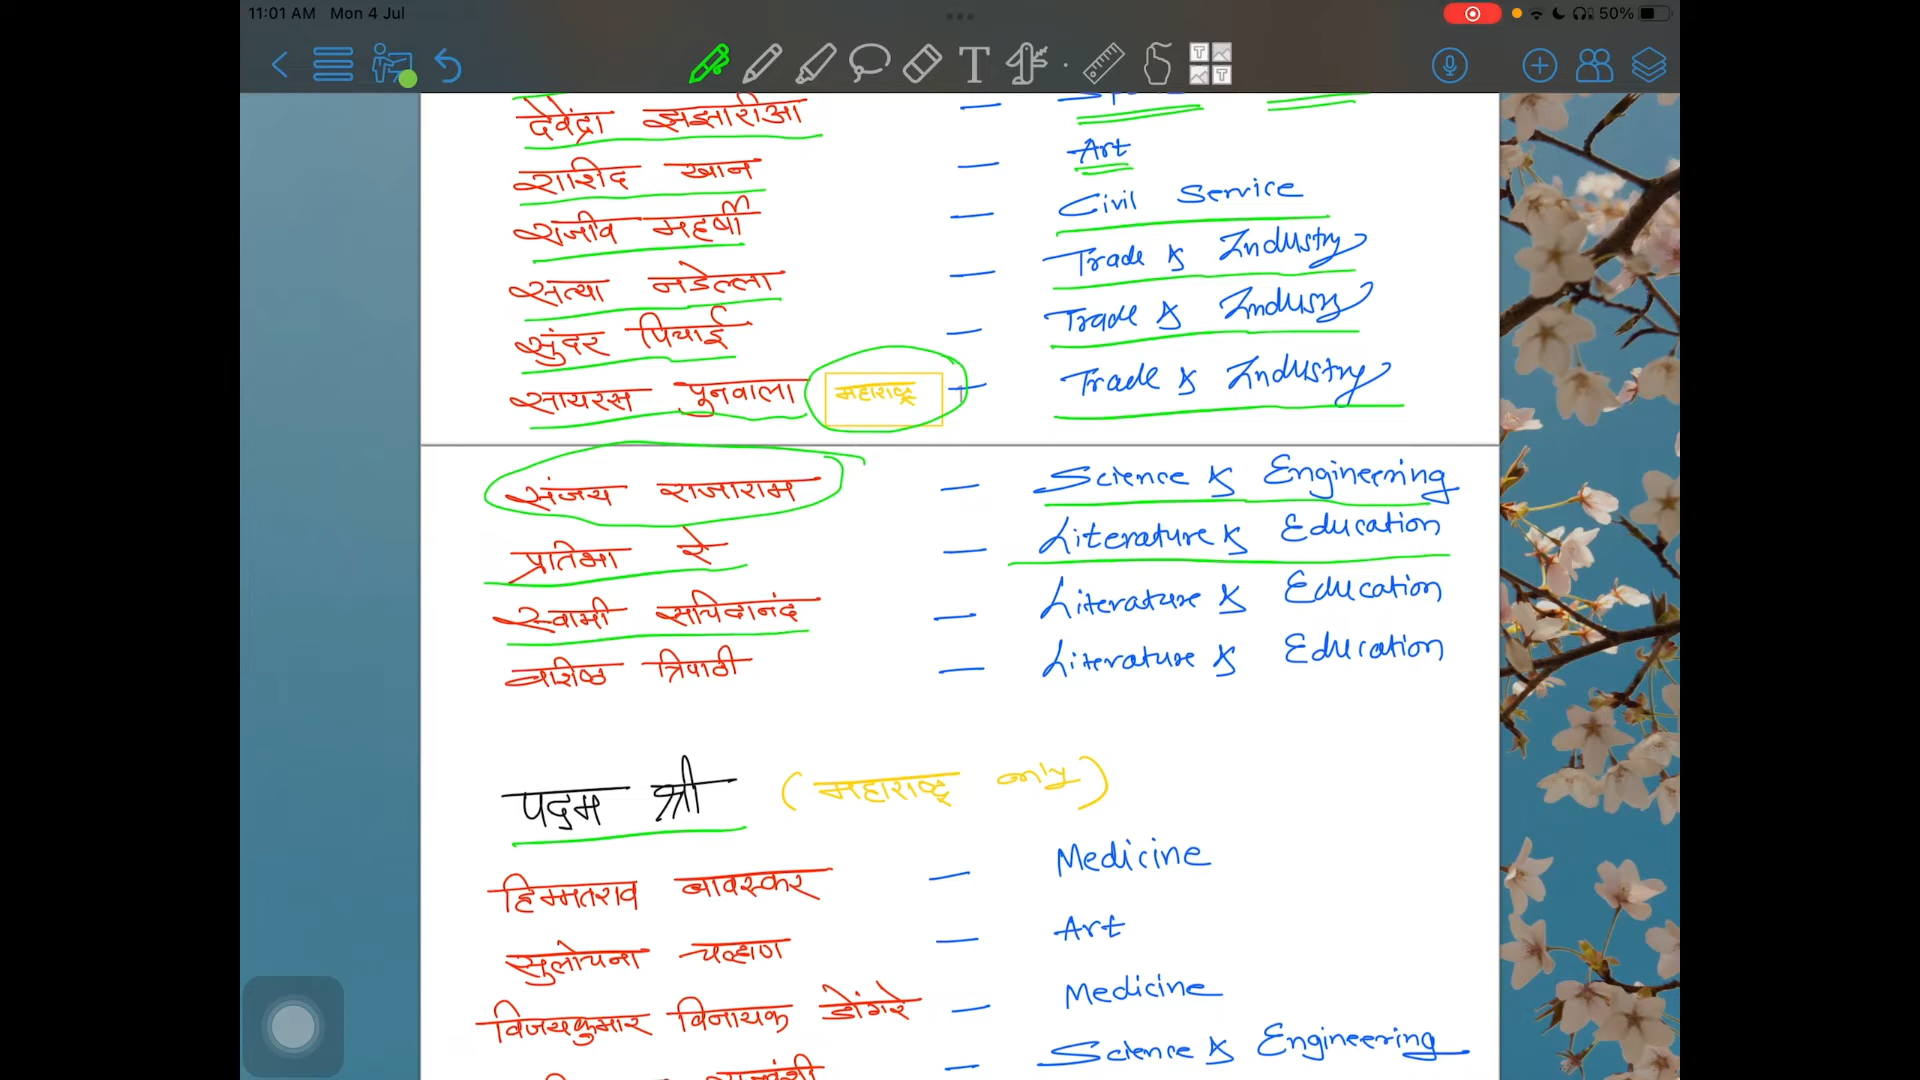 11:01 AM Mon 4 Jul 50%
देवेंद्रा झझारीआ —
राशिद खान — Art
राजीव महर्षी — Civil Service
सत्या नडेल्ला — Trade & Industry
सुंदर पिचाई — Trade & Industry
सायरस पूनवाला महाराष्ट्र — Trade & Industry
संजय राजाराम — Science & Engineering
प्रतिभा रे — Literature & Education
स्वामी सचिदानंद — Literature & Education
वाशिष्ठ त्रिपाठी — Literature & Education
पद्म श्री (महाराष्ट्र only)
हिम्मतराव बावस्कर — Medicine
सुलोचना चव्हाण — Art
विजयकुमार विनायक डोंगरे — Medicine
— Science & Engineering